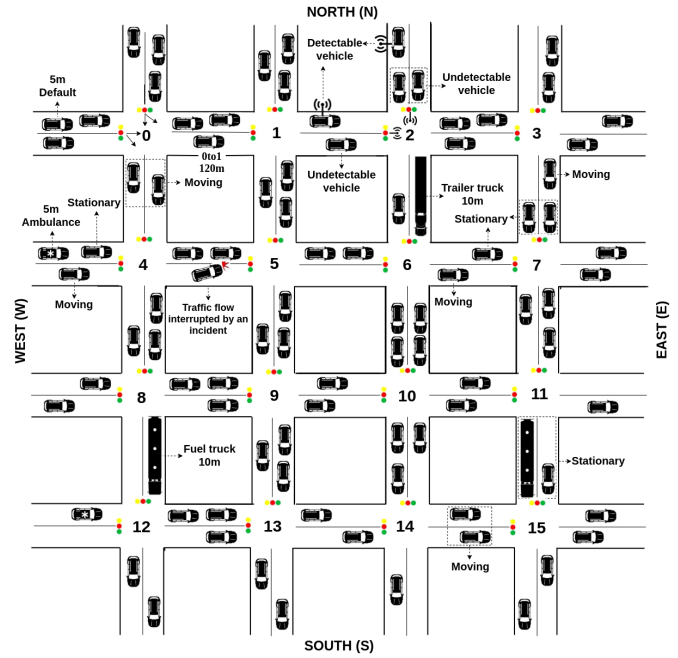 NORTH (N)
Detectable
vehicle
5m
Default
Undetectable
vehicle
0
1
2
3
0to1
120m
Moving
Undetectable
vehicle
Trailer truck
10m
Moving
Stationary
5m
Ambulance
Stationary
4
5
6
7
Moving
Traffic flow
interrupted by an
incident
Moving
WEST (W)
EAST (E)
8
9
10
11
Fuel truck
10m
Stationary
12
13
14
15
Moving
SOUTH (S)